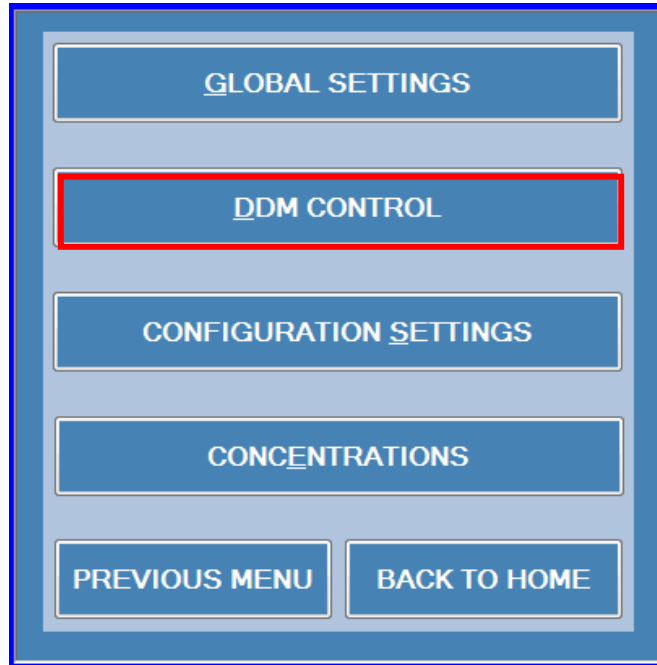 GLOBAL SETTINGS
DDM CONTROL
CONFIGURATION SETTINGS
CONCENTRATIONS
PREVIOUS MENU
BACK TO HOME